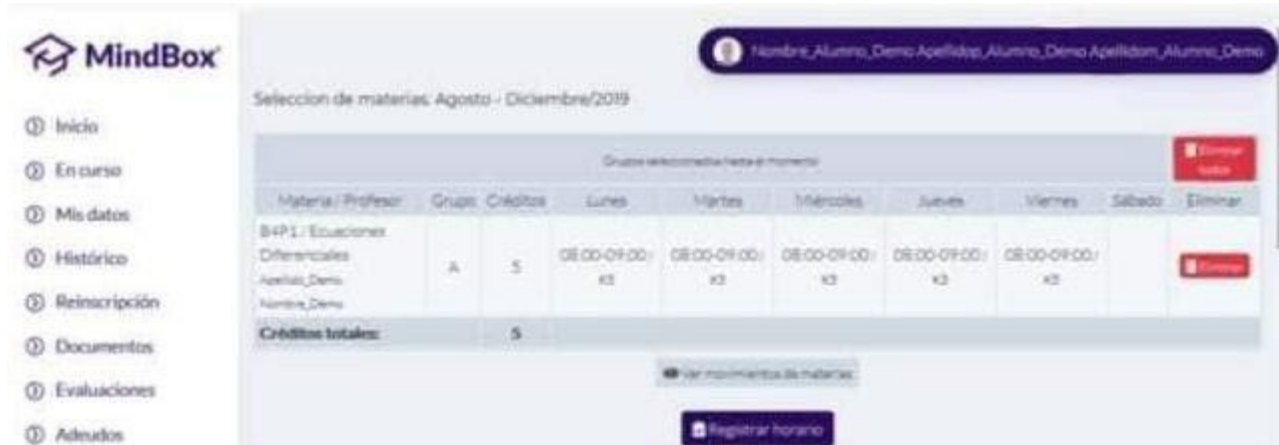 MindBox
Nombre_Alumno_Demo Apellidop_Alumno_Demo Apellidom_Alumno_Demo
Seleccion de materias: Agosto - Diciembre/2019
Inicio
En curso
Mis datos
Histórico
Reinscripción
Documentos
Evaluaciones
Adeudos
Grupos seleccionados hasta el momento
Eliminar
todos
Materia / Profesor Grupo Créditos Lunes Martes Miércoles Jueves Viernes Sábado Eliminar
B4P1 / Ecuaciones
Diferenciales
Apellido_Demo
Nombre_Demo
A 5
08:00-09:00 / 08:00-09:00 / 08:00-09:00 / 08:00-09:00 / 08:00-09:00 /
K3 K3 K3 K3 K3
Eliminar
Créditos totales: 5
Ver movimientos de materias
Registrar horario